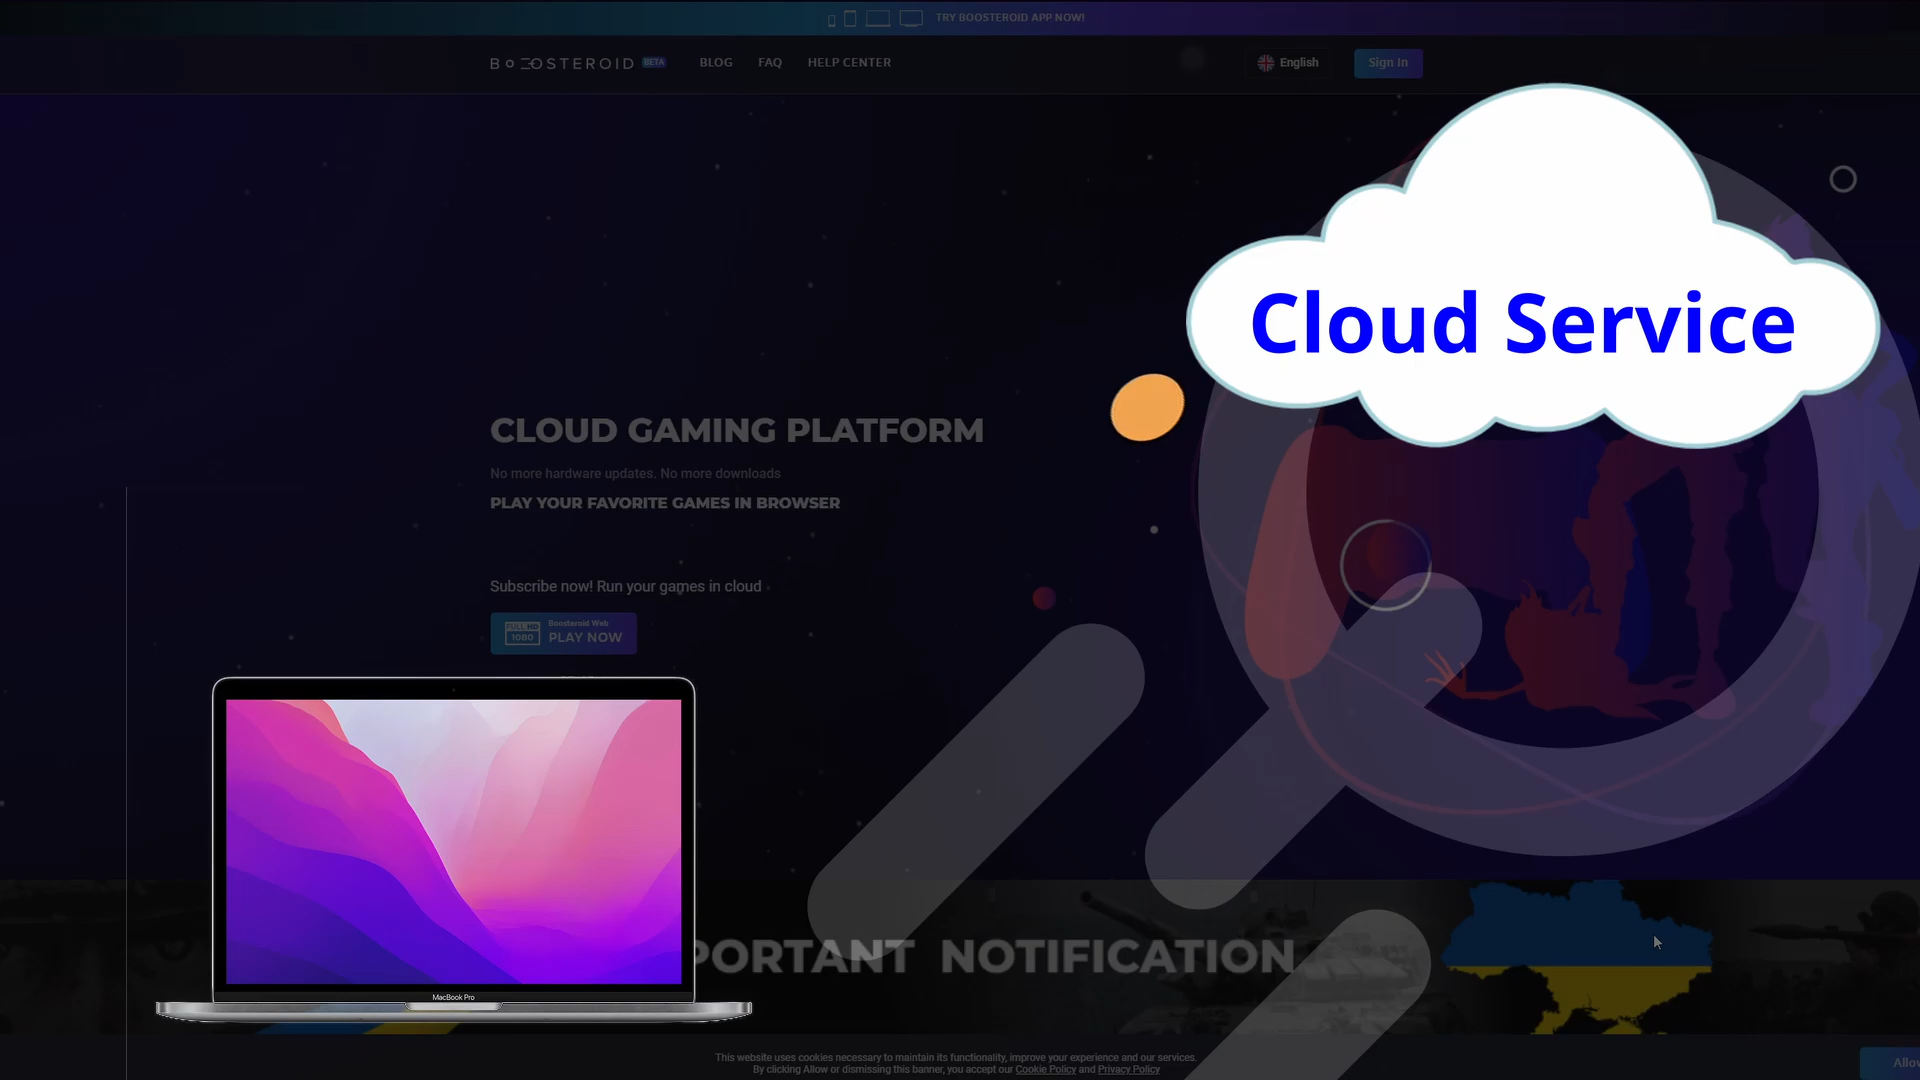 TRY BOOSTEROID APP NOW!
BOOSTEROID BETA
BLOG FAQ HELP CENTER
English
Sign In
Cloud Service
CLOUD GAMING PLATFORM
No more hardware updates. No more downloads
PLAY YOUR FAVORITE GAMES IN BROWSER
Subscribe now! Run your games in cloud
FULL HD
1080
Boosteroid Web
PLAY NOW
MacBook Pro
PORTANT NOTIFICATION
This website uses cookies necessary to maintain its functionality, improve your experience and our services.
By clicking Allow or dismissing this banner, you accept our Cookie Policy and Privacy Policy
Allow